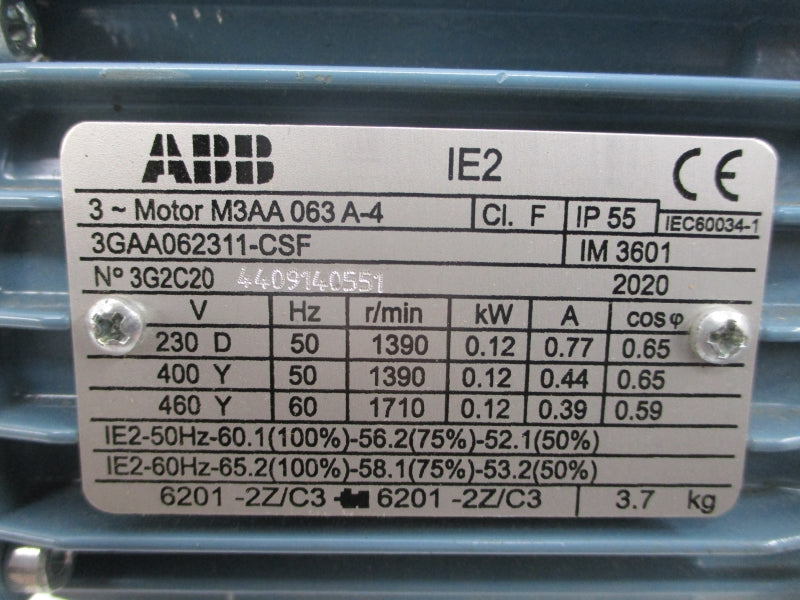 ABB IE2 CE
3 ~ Motor M3AA 063 A-4 Cl. F IP 55 IEC60034-1
3GAA062311-CSF IM 3601
N° 3G2C20 4409140551 2020
V Hz r/min kW A cos φ
230 D 50 1390 0.12 0.77 0.65
400 Y 50 1390 0.12 0.44 0.65
460 Y 60 1710 0.12 0.39 0.59
IE2-50Hz-60.1(100%)-56.2(75%)-52.1(50%)
IE2-60Hz-65.2(100%)-58.1(75%)-53.2(50%)
6201 -2Z/C3 6201 -2Z/C3 3.7 kg